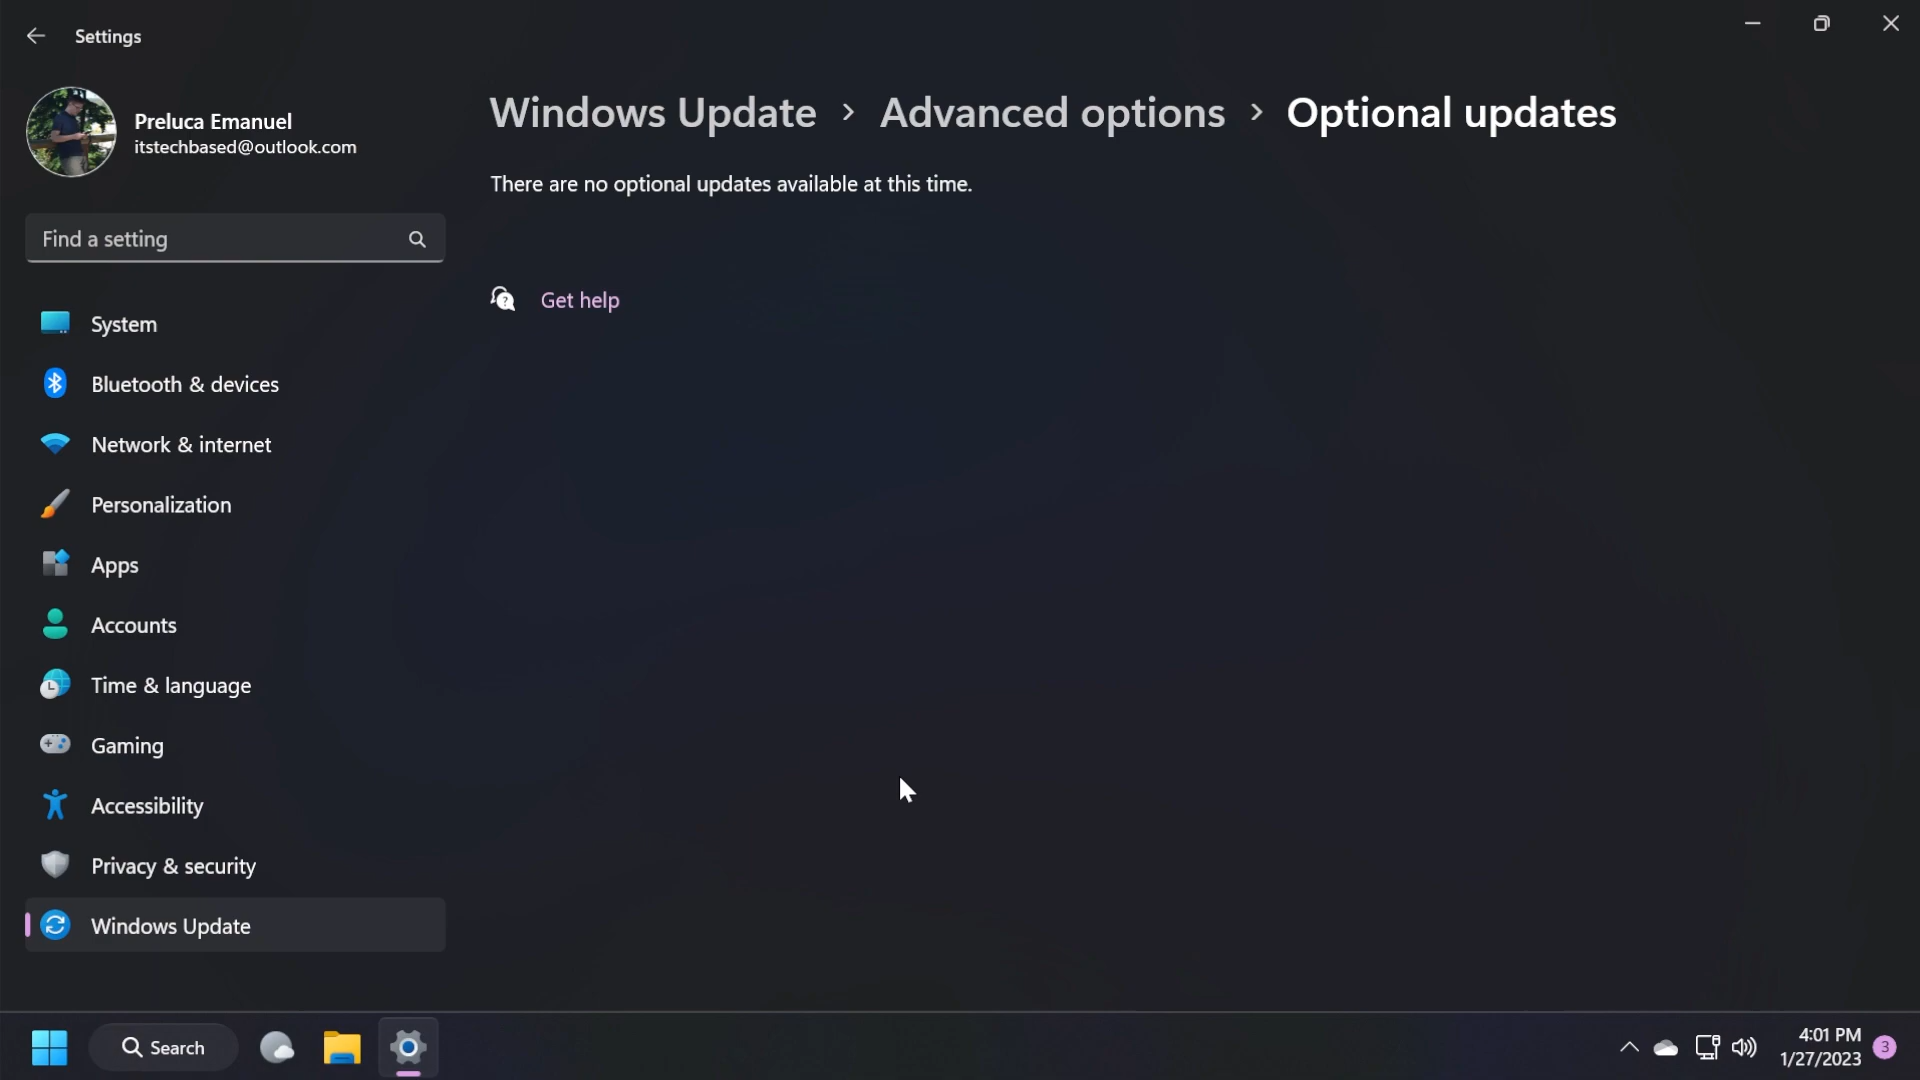 Settings
Preluca Emanuel
itstechbased@outlook.com
Find a setting
System
Bluetooth & devices
Network & internet
Personalization
Apps
Accounts
Time & language
Gaming
Accessibility
Privacy & security
Windows Update
Windows Update > Advanced options > Optional updates
There are no optional updates available at this time.
Get help
Search
4:01 PM
1/27/2023
3